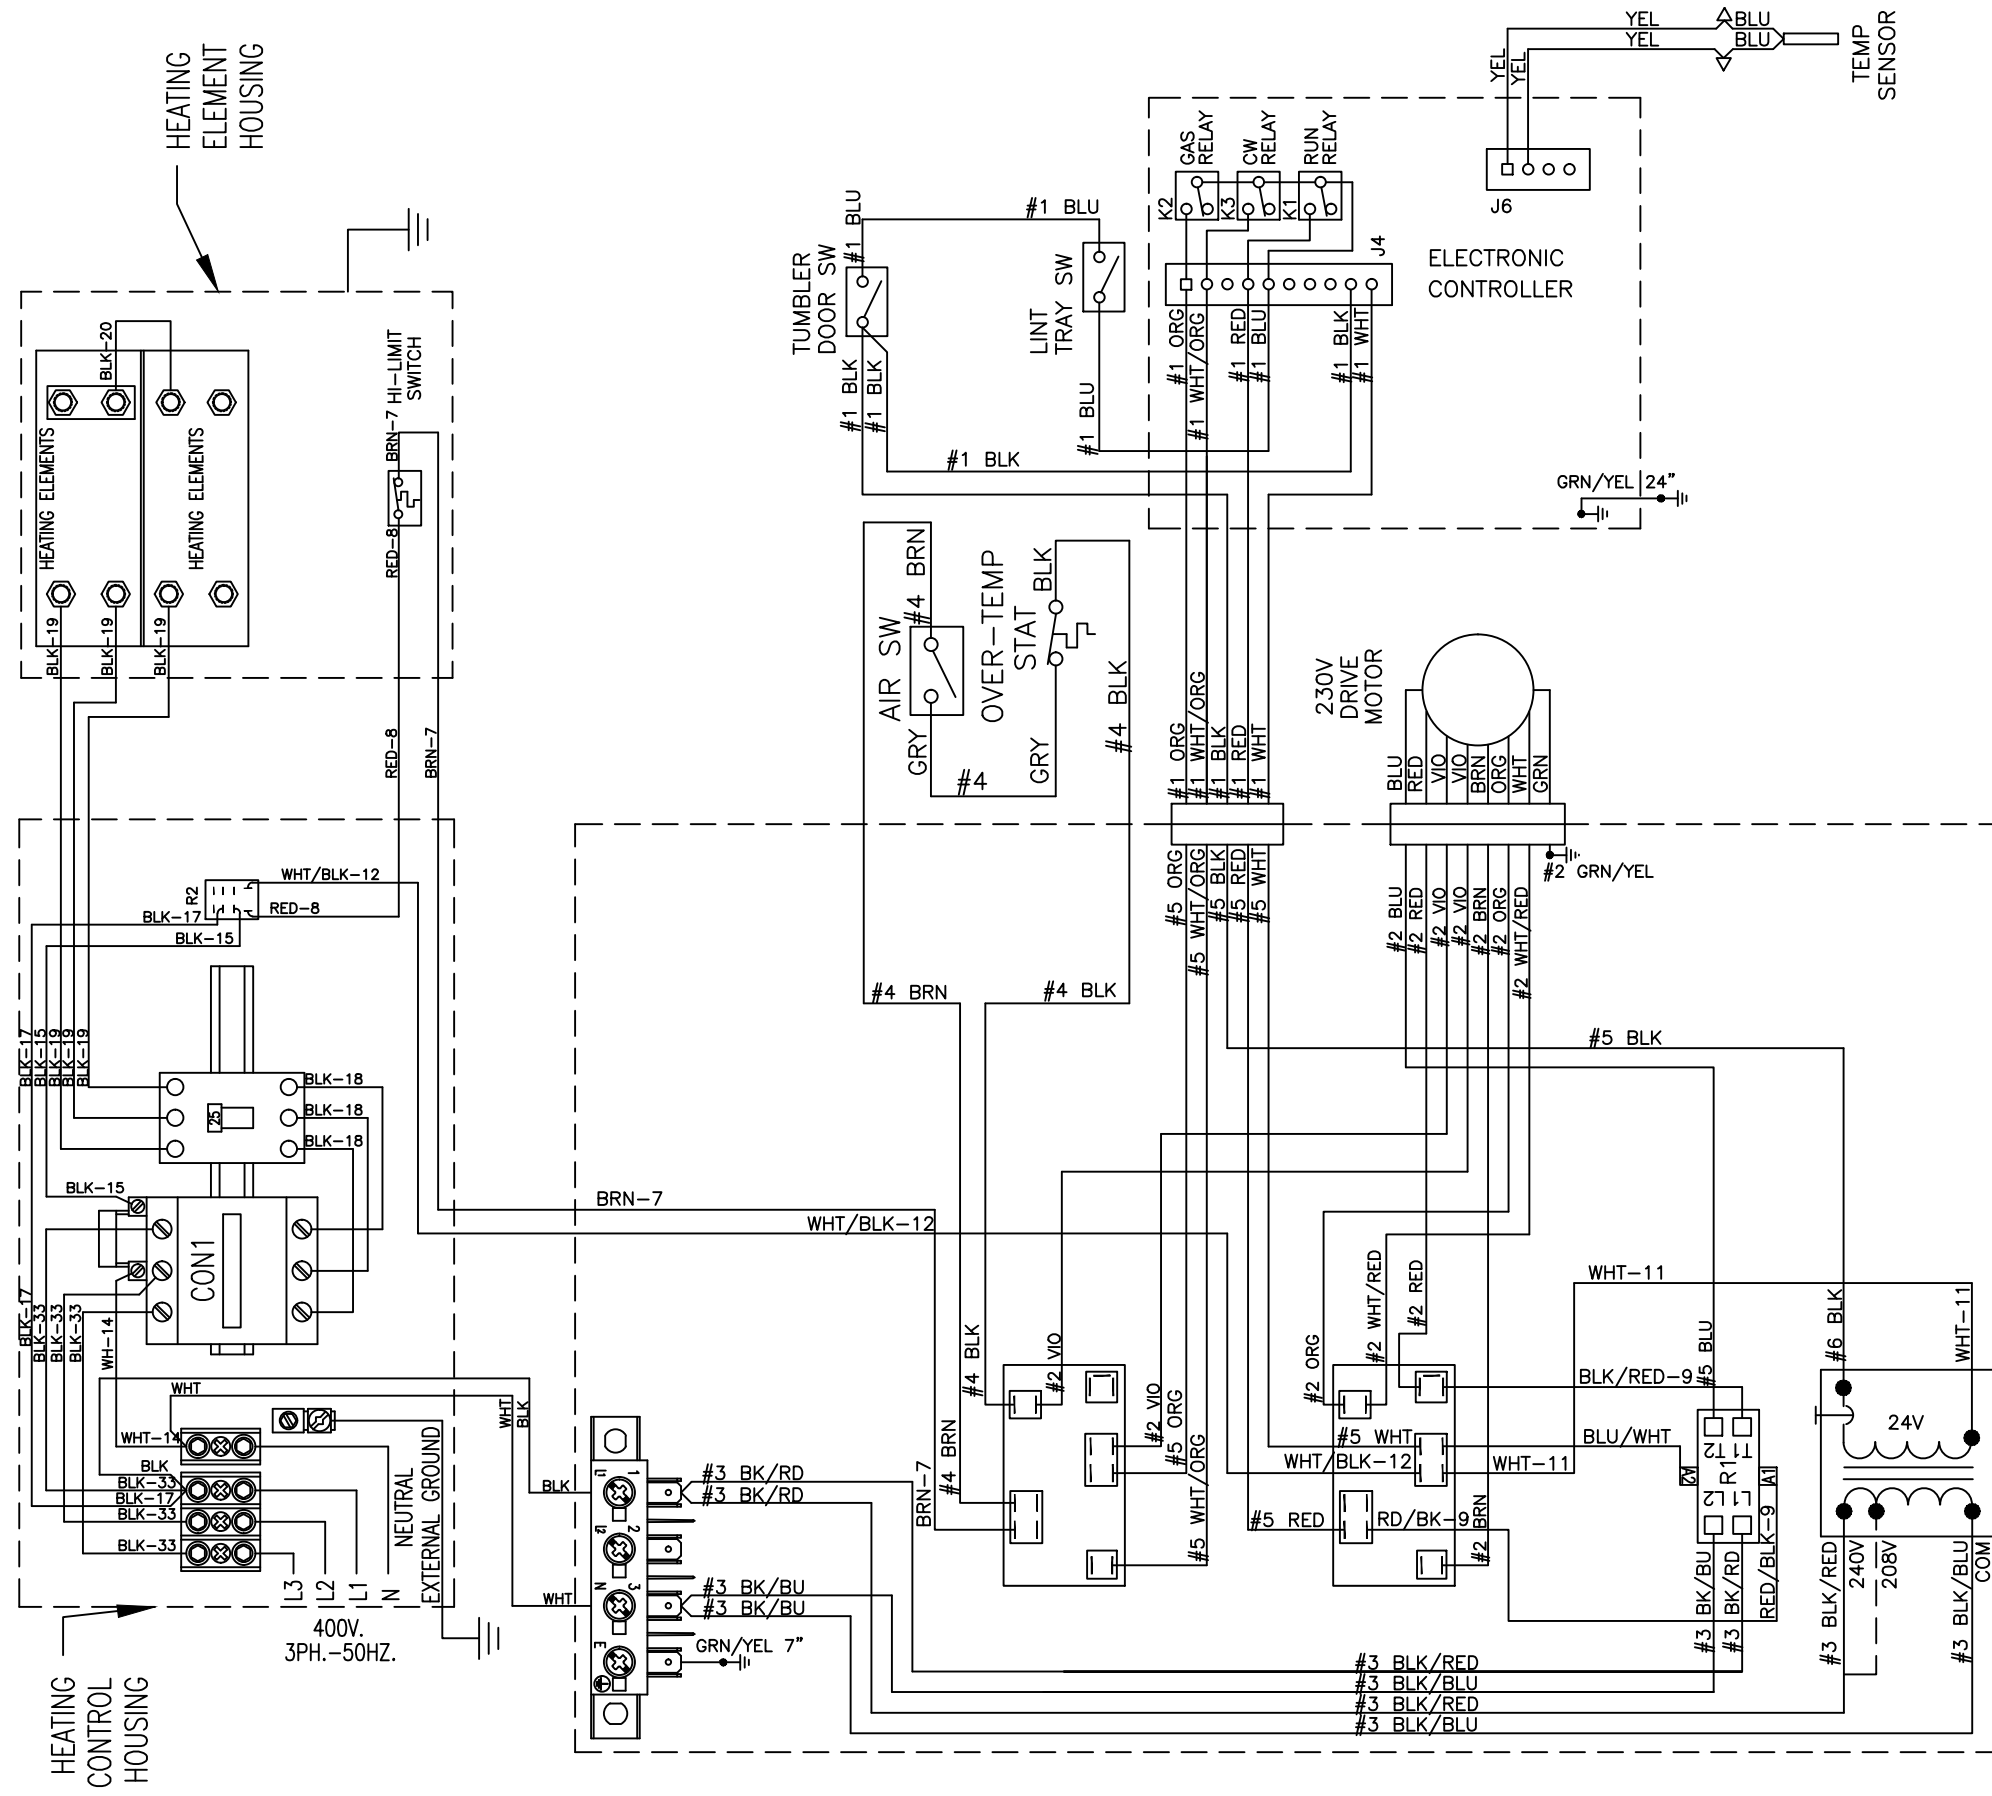 YEL
BLU
YEL
BLU
TEMP
SENSOR
YEL
YEL
HEATING
ELEMENT
HOUSING
GAS
RELAY
CW
RELAY
RUN
RELAY
K2
K3
K1
J6
J4
ELECTRONIC
CONTROLLER
#1 BLU
#1 BLU
TUMBLER
DOOR SW
LINT
TRAY SW
#1 BLK
#1 BLK
#1 BLU
#1 ORG
#1 WHT/ORG
#1 RED
#1 BLU
#1 BLK
#1 WHT
#1 BLK
GRN/YEL 24"
BLK-20
HEATING ELEMENTS
HEATING ELEMENTS
HI-LIMIT
SWITCH
BRN-7
RED-8
BLK-19
BLK-19
BLK-19
RED-8
BRN-7
AIR SW
#4 BRN
GRY
#4
OVER-TEMP
STAT
BLK
GRY
#4 BLK
#1 ORG
#1 WHT/ORG
#1 BLK
#1 RED
#1 WHT
230V
DRIVE
MOTOR
BLU
RED
VIO
VIO
BRN
ORG
WHT
GRN
#5 ORG
#5 WHT/ORG
#5 BLK
#5 RED
#5 WHT
#2 BLU
#2 RED
#2 VIO
#2 VIO
#2 BRN
#2 ORG
#2 WHT/RED
#2 GRN/YEL
R2
WHT/BLK-12
RED-8
BLK-17
BLK-15
#4 BRN
#4 BLK
#5 BLK
BLK-17
BLK-15
BLK-19
BLK-19
BLK-19
BLK-18
BLK-18
BLK-18
25
BLK-15
CON1
BRN-7
WHT/BLK-12
BLK-17
BLK-33
BLK-33
BLK-33
WH-14
WHT
WHT
BLK
WHT-14
BLK
BLK-33
BLK-17
BLK-33
BLK-33
L3
L2
L1
N
NEUTRAL
EXTERNAL GROUND
400V.
3PH.-50HZ.
HEATING
CONTROL
HOUSING
BLK
WHT
L1
1
L2
2
N
3
E
#3 BK/RD
#3 BK/RD
#3 BK/BU
#3 BK/BU
GRN/YEL 7"
BRN-7
#4 BRN
#4 BLK
#2 VIO
#2 VIO
#5 ORG
#5 WHT/ORG
#2 ORG
#2 WHT/RED
#2 RED
#5 WHT
WHT/BLK-12
#5 RED
RD/BK-9
#2 BRN
WHT-11
WHT-11
BLK/RED-9
BLU/WHT
#5 BLU
#6 BLK
WHT-11
24V
T1
T2
A2
R1
A1
L1
L2
#3 BK/BU
#3 BK/RD
RED/BLK-9
#3 BLK/RED
240V
208V
#3 BLK/BLU
COM
#3 BLK/RED
#3 BLK/BLU
#3 BLK/RED
#3 BLK/BLU